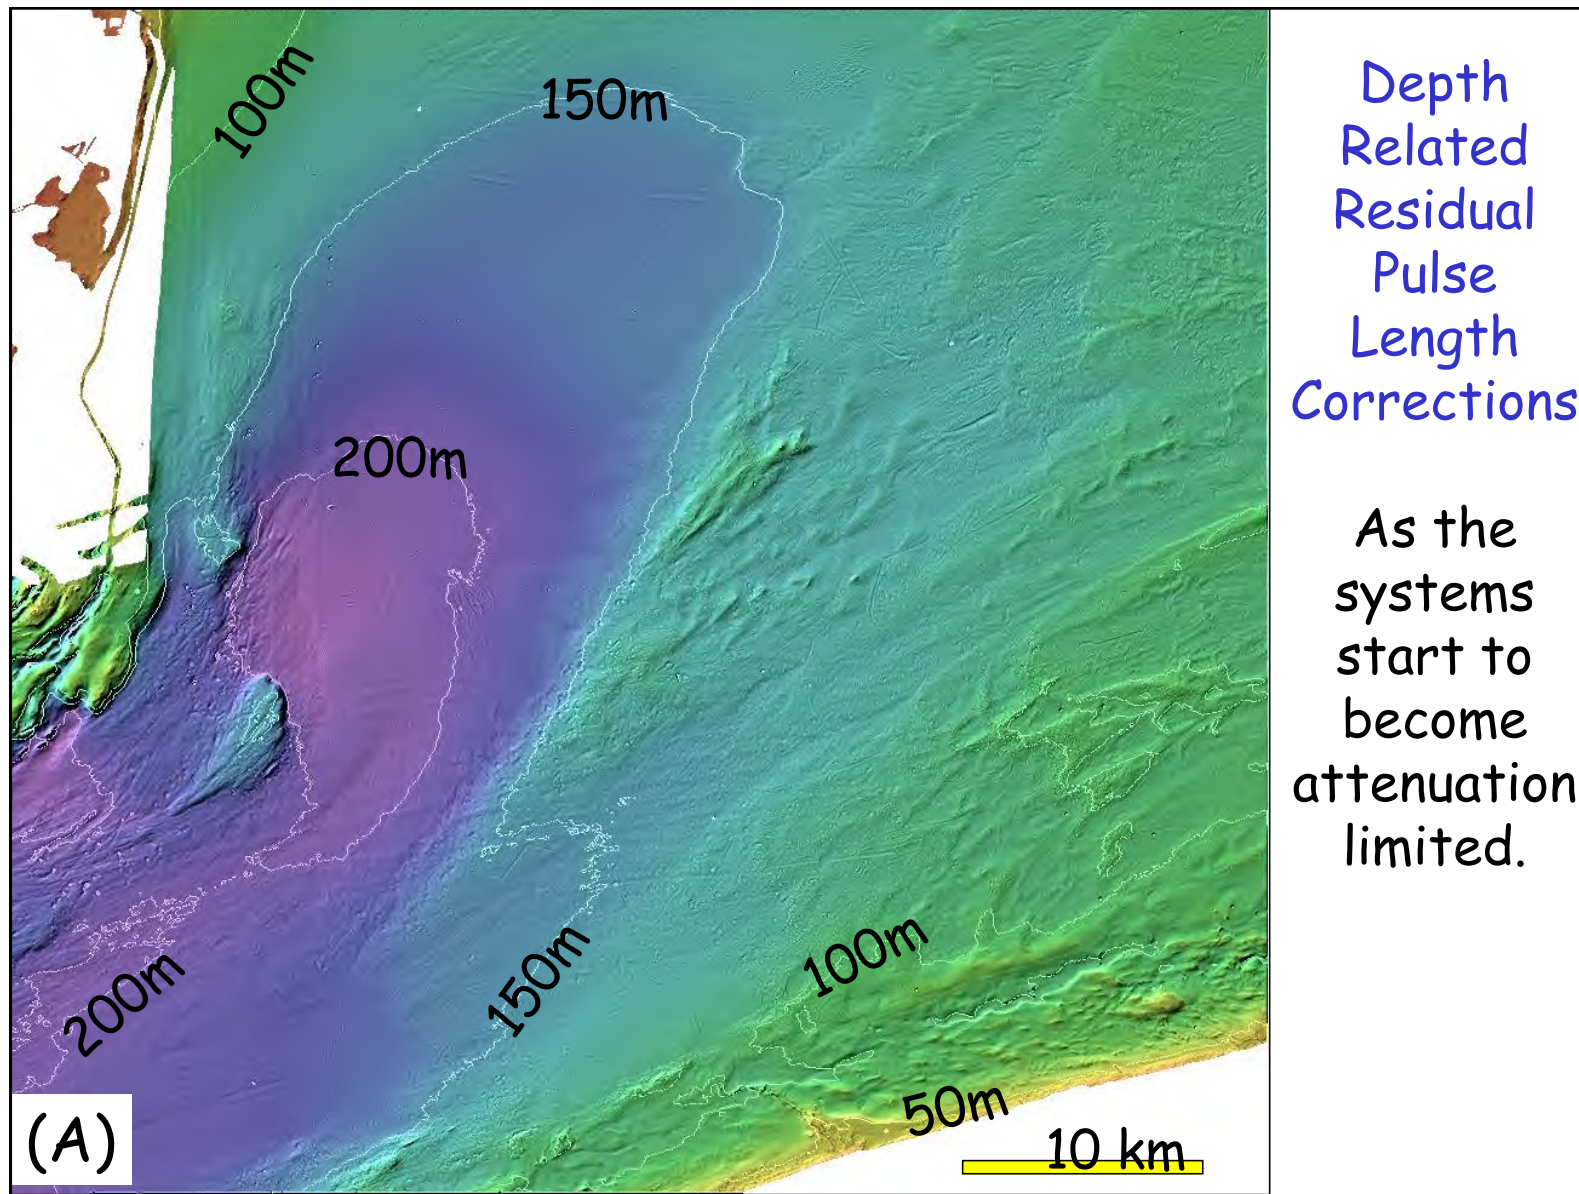 100m
150m
200m
200m
150m
100m
50m
10 km
(A)
Depth
Related
Residual
Pulse
Length
Corrections
As the
systems
start to
become
attenuation
limited.